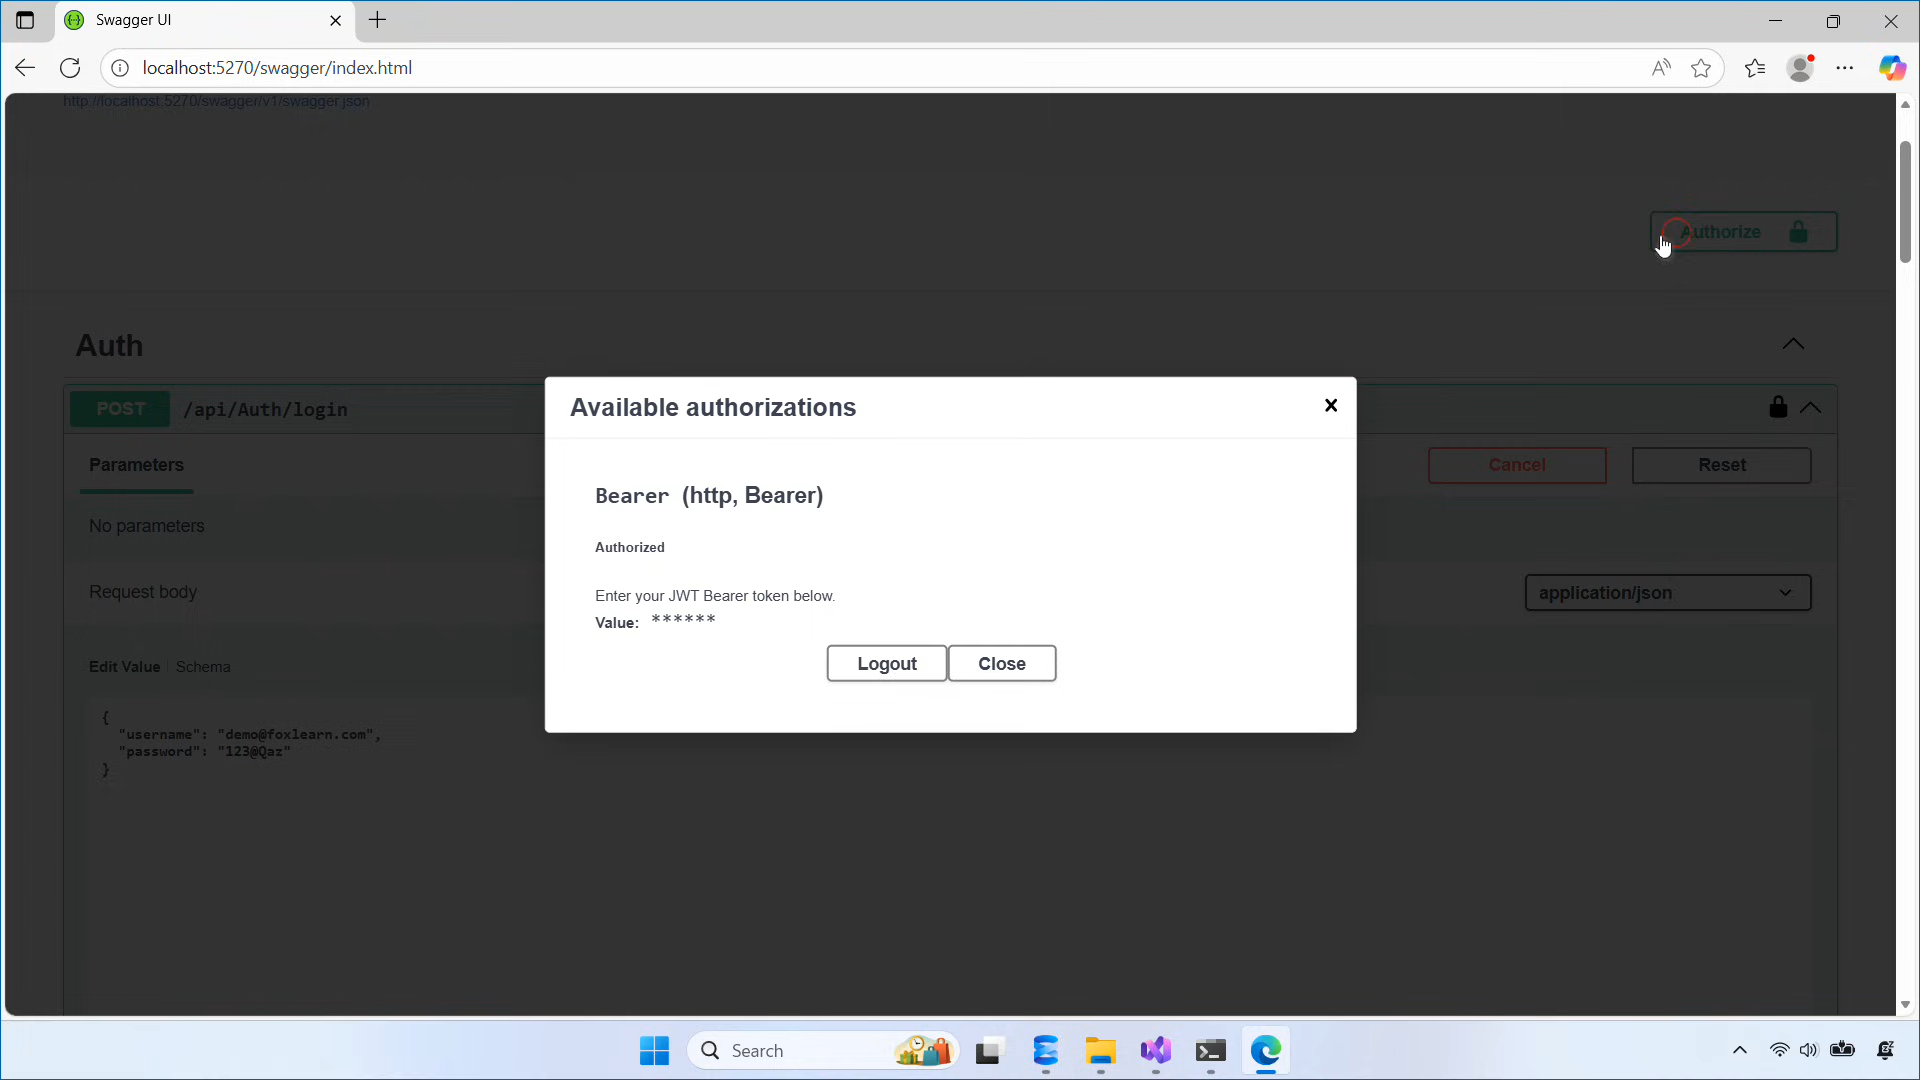 Swagger UI
localhost:5270/swagger/index.html
http://localhost:5270/swagger/v1/swagger.json
Authorize
Auth
POST /api/Auth/login
Available authorizations
Parameters
Cancel
Reset
Bearer (http, Bearer)
No parameters
Authorized
Request body
Enter your JWT Bearer token below.
application/json
Value: ******
Logout
Close
Edit Value | Schema
{
"username": "demo@foxlearn.com",
"password": "123@Qaz"
}
Search